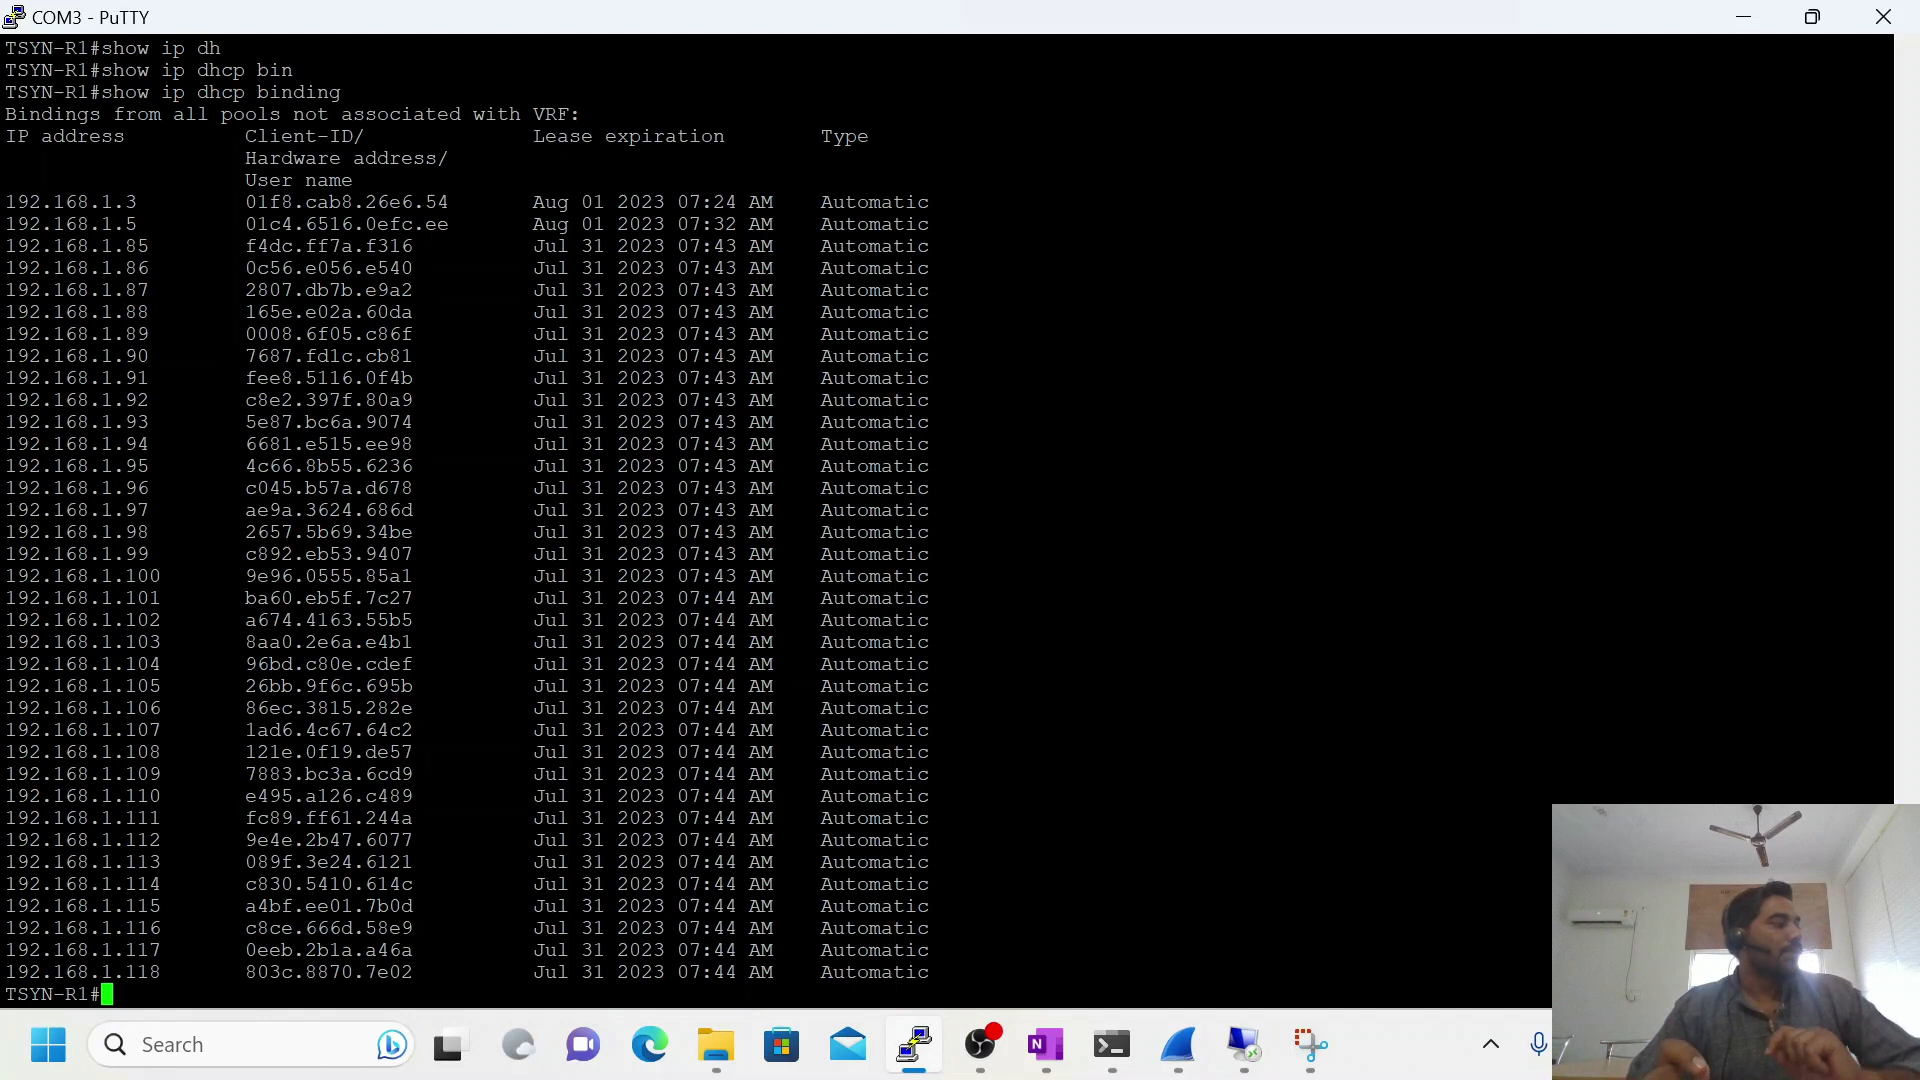 COM3 - PuTTY
TSYN-R1#show ip dh
TSYN-R1#show ip dhcp bin
TSYN-R1#show ip dhcp binding
Bindings from all pools not associated with VRF:
IP address Client-ID/ Lease expiration Type
Hardware address/
User name
192.168.1.3 01f8.cab8.26e6.54 Aug 01 2023 07:24 AM Automatic
192.168.1.5 01c4.6516.0efc.ee Aug 01 2023 07:32 AM Automatic
192.168.1.85 f4dc.ff7a.f316 Jul 31 2023 07:43 AM Automatic
192.168.1.86 0c56.e056.e540 Jul 31 2023 07:43 AM Automatic
192.168.1.87 2807.db7b.e9a2 Jul 31 2023 07:43 AM Automatic
192.168.1.88 165e.e02a.60da Jul 31 2023 07:43 AM Automatic
192.168.1.89 0008.6f05.c86f Jul 31 2023 07:43 AM Automatic
192.168.1.90 7687.fd1c.cb81 Jul 31 2023 07:43 AM Automatic
192.168.1.91 fee8.5116.0f4b Jul 31 2023 07:43 AM Automatic
192.168.1.92 c8e2.397f.80a9 Jul 31 2023 07:43 AM Automatic
192.168.1.93 5e87.bc6a.9074 Jul 31 2023 07:43 AM Automatic
192.168.1.94 6681.e515.ee98 Jul 31 2023 07:43 AM Automatic
192.168.1.95 4c66.8b55.6236 Jul 31 2023 07:43 AM Automatic
192.168.1.96 c045.b57a.d678 Jul 31 2023 07:43 AM Automatic
192.168.1.97 ae9a.3624.686d Jul 31 2023 07:43 AM Automatic
192.168.1.98 2657.5b69.34be Jul 31 2023 07:43 AM Automatic
192.168.1.99 c892.eb53.9407 Jul 31 2023 07:43 AM Automatic
192.168.1.100 9e96.0555.85a1 Jul 31 2023 07:43 AM Automatic
192.168.1.101 ba60.eb5f.7c27 Jul 31 2023 07:44 AM Automatic
192.168.1.102 a674.4163.55b5 Jul 31 2023 07:44 AM Automatic
192.168.1.103 8aa0.2e6a.e4b1 Jul 31 2023 07:44 AM Automatic
192.168.1.104 96bd.c80e.cdef Jul 31 2023 07:44 AM Automatic
192.168.1.105 26bb.9f6c.695b Jul 31 2023 07:44 AM Automatic
192.168.1.106 86ec.3815.282e Jul 31 2023 07:44 AM Automatic
192.168.1.107 1ad6.4c67.64c2 Jul 31 2023 07:44 AM Automatic
192.168.1.108 121e.0f19.de57 Jul 31 2023 07:44 AM Automatic
192.168.1.109 7883.bc3a.6cd9 Jul 31 2023 07:44 AM Automatic
192.168.1.110 e495.a126.c489 Jul 31 2023 07:44 AM Automatic
192.168.1.111 fc89.ff61.244a Jul 31 2023 07:44 AM Automatic
192.168.1.112 9e4e.2b47.6077 Jul 31 2023 07:44 AM Automatic
192.168.1.113 089f.3e24.6121 Jul 31 2023 07:44 AM Automatic
192.168.1.114 c830.5410.614c Jul 31 2023 07:44 AM Automatic
192.168.1.115 a4bf.ee01.7b0d Jul 31 2023 07:44 AM Automatic
192.168.1.116 c8ce.666d.58e9 Jul 31 2023 07:44 AM Automatic
192.168.1.117 0eeb.2b1a.a46a Jul 31 2023 07:44 AM Automatic
192.168.1.118 803c.8870.7e02 Jul 31 2023 07:44 AM Automatic
TSYN-R1#
Search